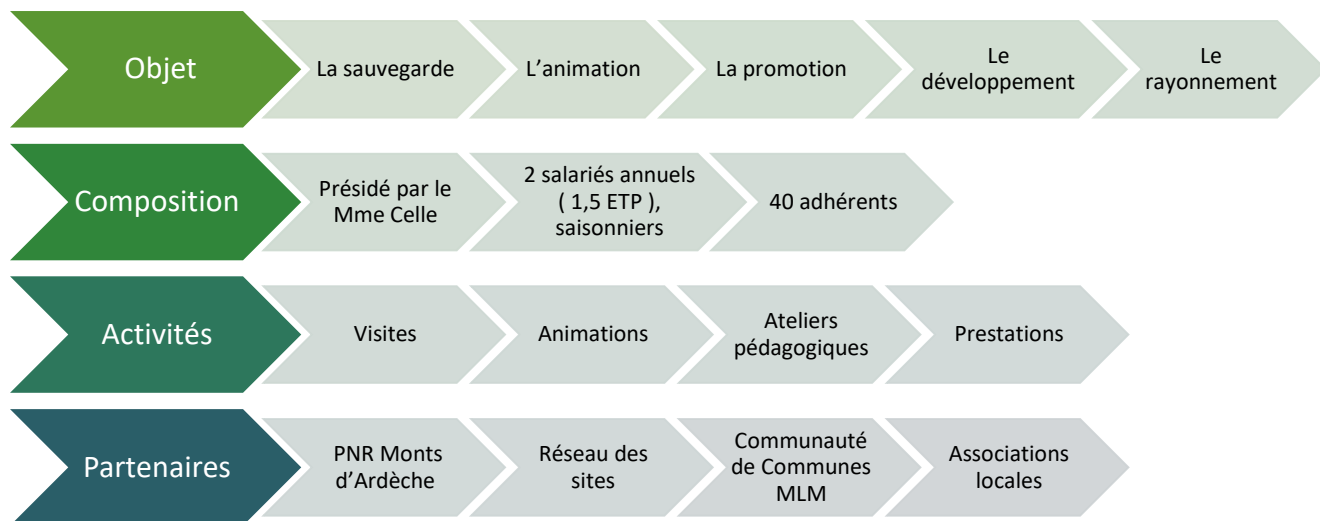 Objet
La sauvegarde
L'animation
La promotion
Le
développement
Le
rayonnement
Composition
Présidé par le
Mme Celle
2 salariés annuels
( 1,5 ETP ),
saisonniers
40 adhérents
Activités
Visites
Animations
Ateliers
pédagogiques
Prestations
Partenaires
PNR Monts
d'Ardèche
Réseau des
sites
Communauté
de Communes
MLM
Associations
locales